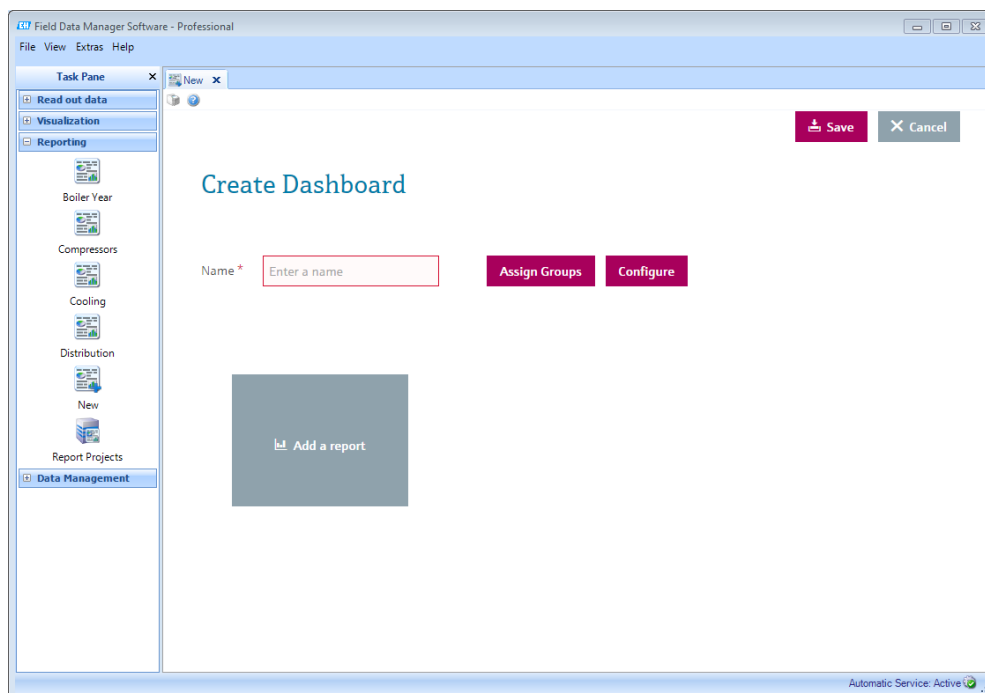 EH Field Data Manager Software - Professional
File View Extras Help
Task Pane
New
Read out data
Visualization
Reporting
Boiler Year
Compressors
Cooling
Distribution
New
Report Projects
Data Management
Save
Cancel
Create Dashboard
Name *
Enter a name
Assign Groups
Configure
Add a report
Automatic Service: Active